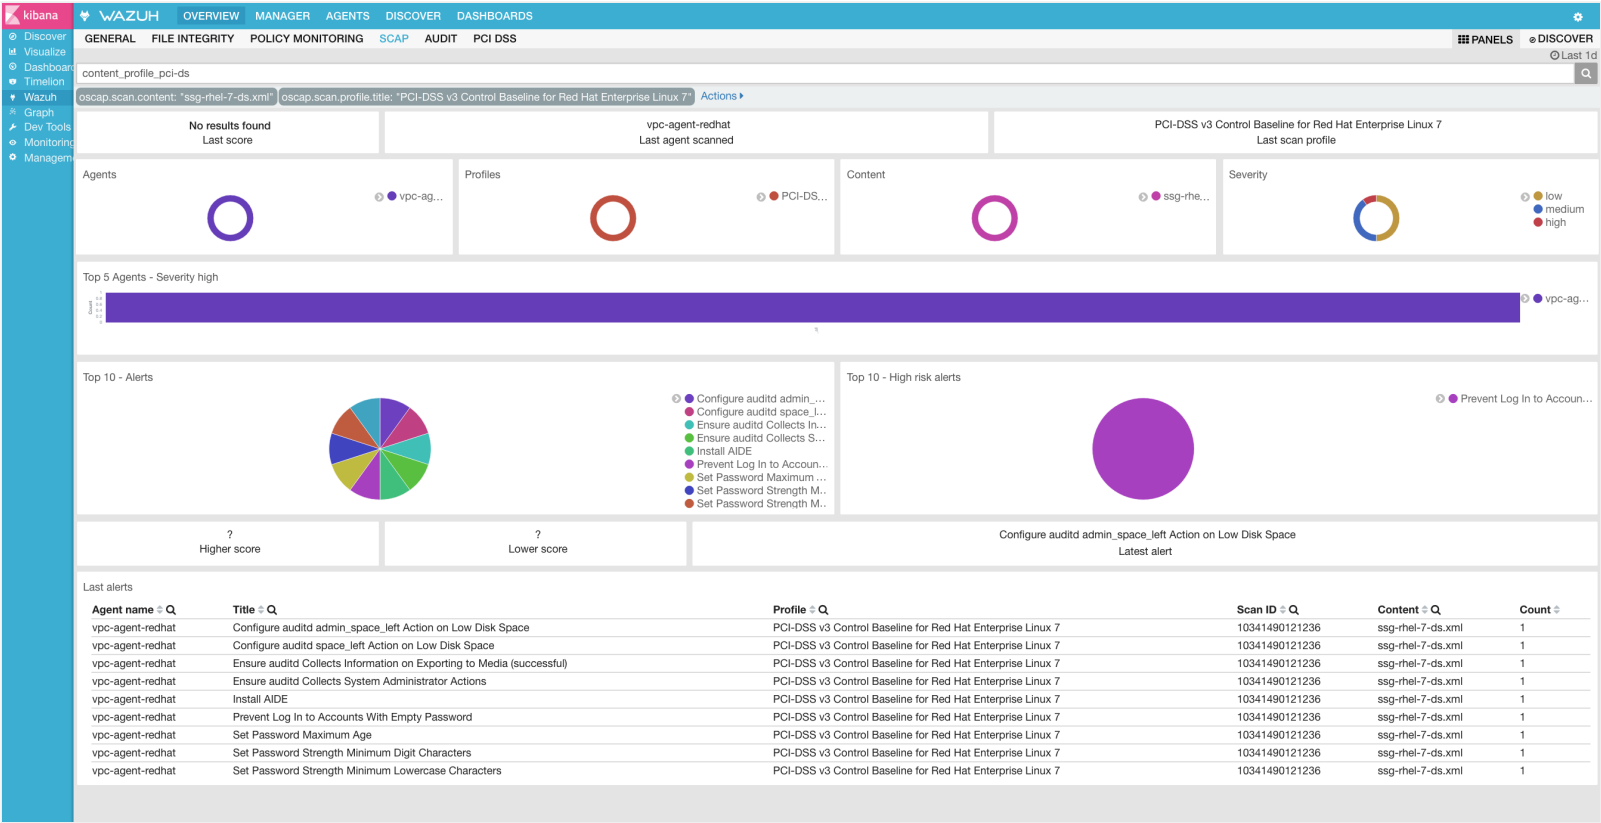 kibana
Discover
Visualize
Dashboar
Timelion
Wazuh
Graph
Dev Tools
Monitoring
Managem
WAZUH OVERVIEW MANAGER AGENTS DISCOVER DASHBOARDS
GENERAL FILE INTEGRITY POLICY MONITORING SCAP AUDIT PCI DSS PANELS DISCOVER
Last 1d
content_profile_pci-ds
oscap.scan.content: "ssg-rhel-7-ds.xml" oscap.scan.profile.title: "PCI-DSS v3 Control Baseline for Red Hat Enterprise Linux 7" Actions
No results found
Last score
vpc-agent-redhat
Last agent scanned
PCI-DSS v3 Control Baseline for Red Hat Enterprise Linux 7
Last scan profile
Agents
vpc-ag...
Profiles
PCI-DS...
Content
ssg-rhe...
Severity
low
medium
high
Top 5 Agents - Severity high
Count
1
0.8
0.6
0.4
0.2
0
vpc-ag...
Top 10 - Alerts
Configure auditd admin_...
Configure auditd space_l...
Ensure auditd Collects In...
Ensure auditd Collects S...
Install AIDE
Prevent Log In to Accoun...
Set Password Maximum ...
Set Password Strength M...
Set Password Strength M...
Top 10 - High risk alerts
Prevent Log In to Accoun...
?
Higher score
?
Lower score
Configure auditd admin_space_left Action on Low Disk Space
Latest alert
Last alerts
Agent name Title Profile Scan ID Content Count
vpc-agent-redhat Configure auditd admin_space_left Action on Low Disk Space PCI-DSS v3 Control Baseline for Red Hat Enterprise Linux 7 10341490121236 ssg-rhel-7-ds.xml 1
vpc-agent-redhat Configure auditd space_left Action on Low Disk Space PCI-DSS v3 Control Baseline for Red Hat Enterprise Linux 7 10341490121236 ssg-rhel-7-ds.xml 1
vpc-agent-redhat Ensure auditd Collects Information on Exporting to Media (successful) PCI-DSS v3 Control Baseline for Red Hat Enterprise Linux 7 10341490121236 ssg-rhel-7-ds.xml 1
vpc-agent-redhat Ensure auditd Collects System Administrator Actions PCI-DSS v3 Control Baseline for Red Hat Enterprise Linux 7 10341490121236 ssg-rhel-7-ds.xml 1
vpc-agent-redhat Install AIDE PCI-DSS v3 Control Baseline for Red Hat Enterprise Linux 7 10341490121236 ssg-rhel-7-ds.xml 1
vpc-agent-redhat Prevent Log In to Accounts With Empty Password PCI-DSS v3 Control Baseline for Red Hat Enterprise Linux 7 10341490121236 ssg-rhel-7-ds.xml 1
vpc-agent-redhat Set Password Maximum Age PCI-DSS v3 Control Baseline for Red Hat Enterprise Linux 7 10341490121236 ssg-rhel-7-ds.xml 1
vpc-agent-redhat Set Password Strength Minimum Digit Characters PCI-DSS v3 Control Baseline for Red Hat Enterprise Linux 7 10341490121236 ssg-rhel-7-ds.xml 1
vpc-agent-redhat Set Password Strength Minimum Lowercase Characters PCI-DSS v3 Control Baseline for Red Hat Enterprise Linux 7 10341490121236 ssg-rhel-7-ds.xml 1